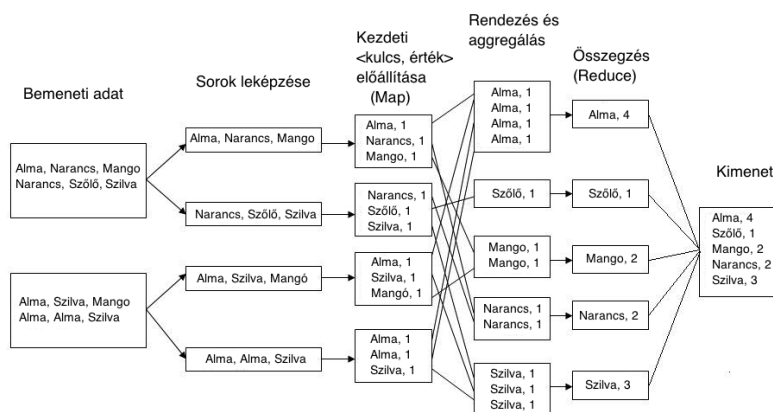 Bemeneti adat
Alma, Narancs, Mango
Narancs, Szőlő, Szilva
Alma, Szilva, Mango
Alma, Alma, Szilva
Sorok leképzése
Alma, Narancs, Mango
Narancs, Szőlő, Szilva
Alma, Szilva, Mangó
Alma, Alma, Szilva
Kezdeti
<kulcs, érték>
előállítása
(Map)
Alma, 1
Narancs, 1
Mango, 1
Narancs, 1
Szőlő, 1
Szilva, 1
Alma, 1
Szilva, 1
Mangó, 1
Alma, 1
Alma, 1
Szilva, 1
Rendezés és
aggregálás
Alma, 1
Alma, 1
Alma, 1
Alma, 1
Szőlő, 1
Mango, 1
Mango, 1
Narancs, 1
Narancs, 1
Szilva, 1
Szilva, 1
Szilva, 1
Összegzés
(Reduce)
Alma, 4
Szőlő, 1
Mango, 2
Narancs, 2
Szilva, 3
Kimenet
Alma, 4
Szőlő, 1
Mango, 2
Narancs, 2
Szilva, 3